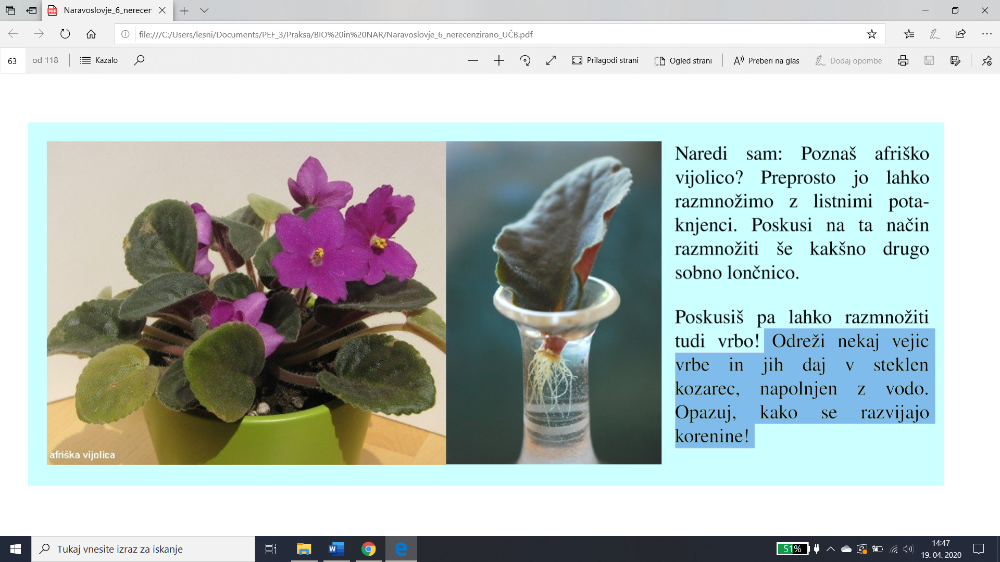 Naravoslovje_6_nerecer
file:///C:/Users/lesni/Documents/PEF_3/Praksa/BIO%20in%20NAR/Naravoslovje_6_nerecenzirano_UČB.pdf
63 od 118 Kazalo Prilagodi strani Ogled strani Preberi na glas Dodaj opombe
Naredi sam: Poznaš afriško
vijolico? Preprosto jo lahko
razmnožimo z listnimi pota-
knjenci. Poskusi na ta način
razmnožiti še kakšno drugo
sobno lončnico.
Poskusiš pa lahko razmnožiti
tudi vrbo! Odreži nekaj vejic
vrbe in jih daj v steklen
kozarec, napolnjen z vodo.
Opazuj, kako se razvijajo
korenine!
afriška vijolica
Tukaj vnesite izraz za iskanje
51%
14:47
19. 04. 2020